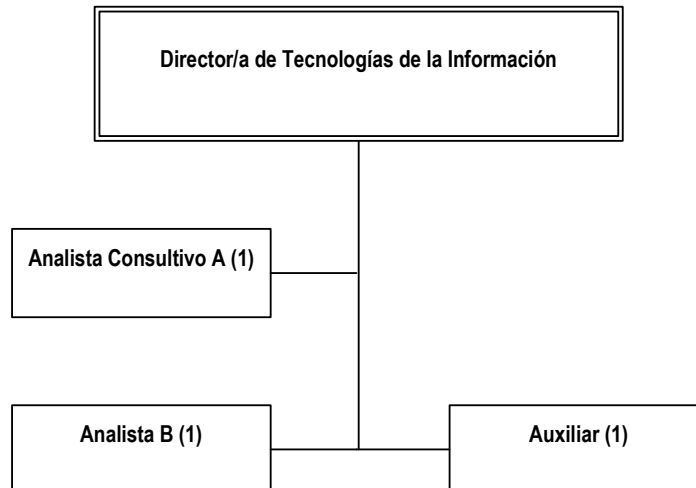 Director/a de Tecnologías de la Información
Analista Consultivo A (1)
Analista B (1)
Auxiliar (1)